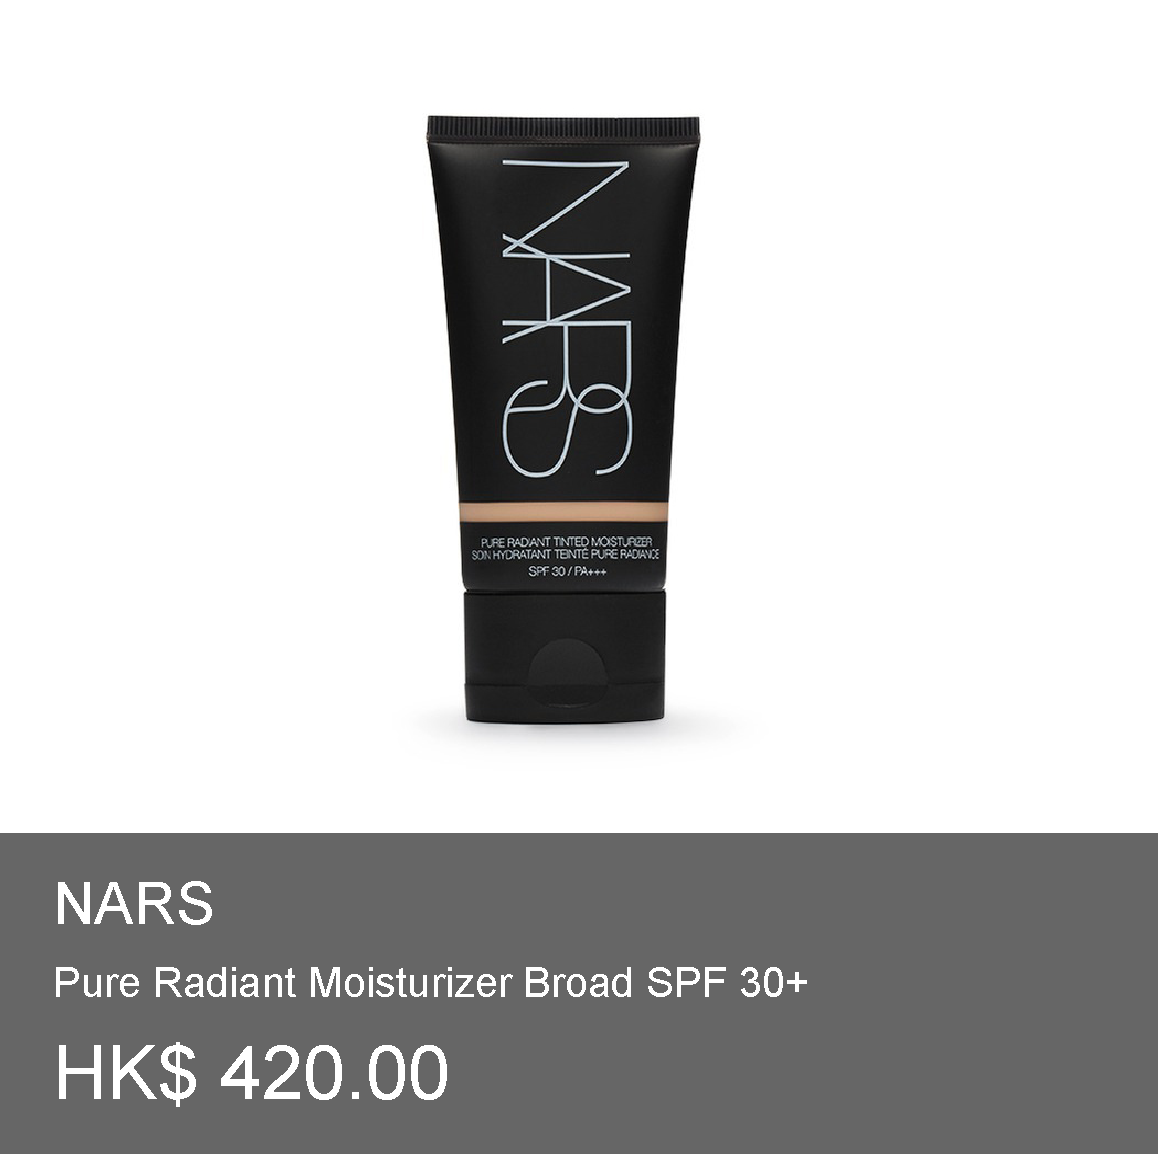 NARS
PURE RADIANT TINTED MOISTURIZER
SOIN HYDRATANT TEINTÉ PURE RADIANCE
SPF 30 / PA+++
NARS
Pure Radiant Moisturizer Broad SPF 30+
HK$ 420.00